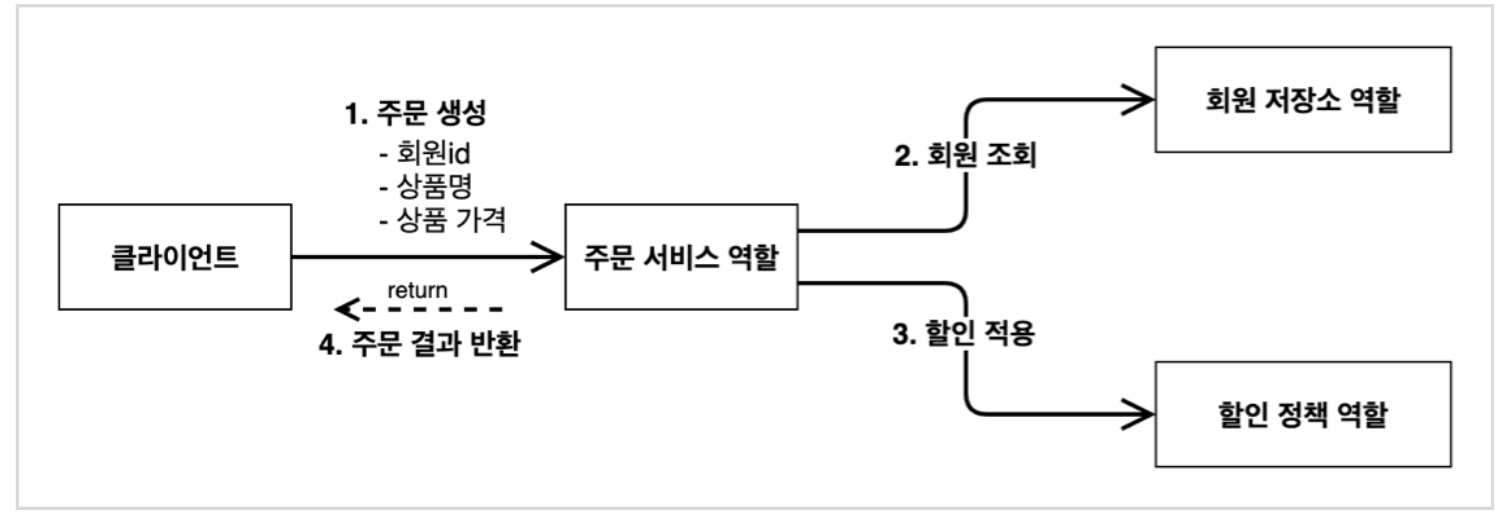 1. 주문 생성
- 회원id
- 상품명
- 상품 가격
클라이언트
return
4. 주문 결과 반환
주문 서비스 역할
2. 회원 조회
회원 저장소 역할
3. 할인 적용
할인 정책 역할